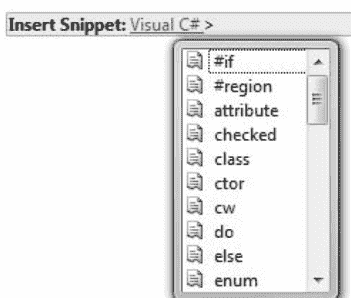 Insert Snippet: Visual C# >
#if
#region
attribute
checked
class
ctor
cw
do
else
enum